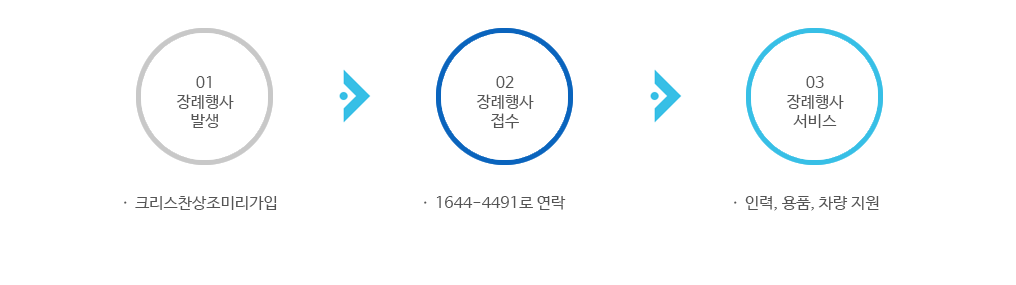 01
장례행사
발생
02
장례행사
접수
03
장례행사
서비스
· 크리스찬상조미리가입
· 1644-4491로 연락
· 인력, 용품, 차량 지원